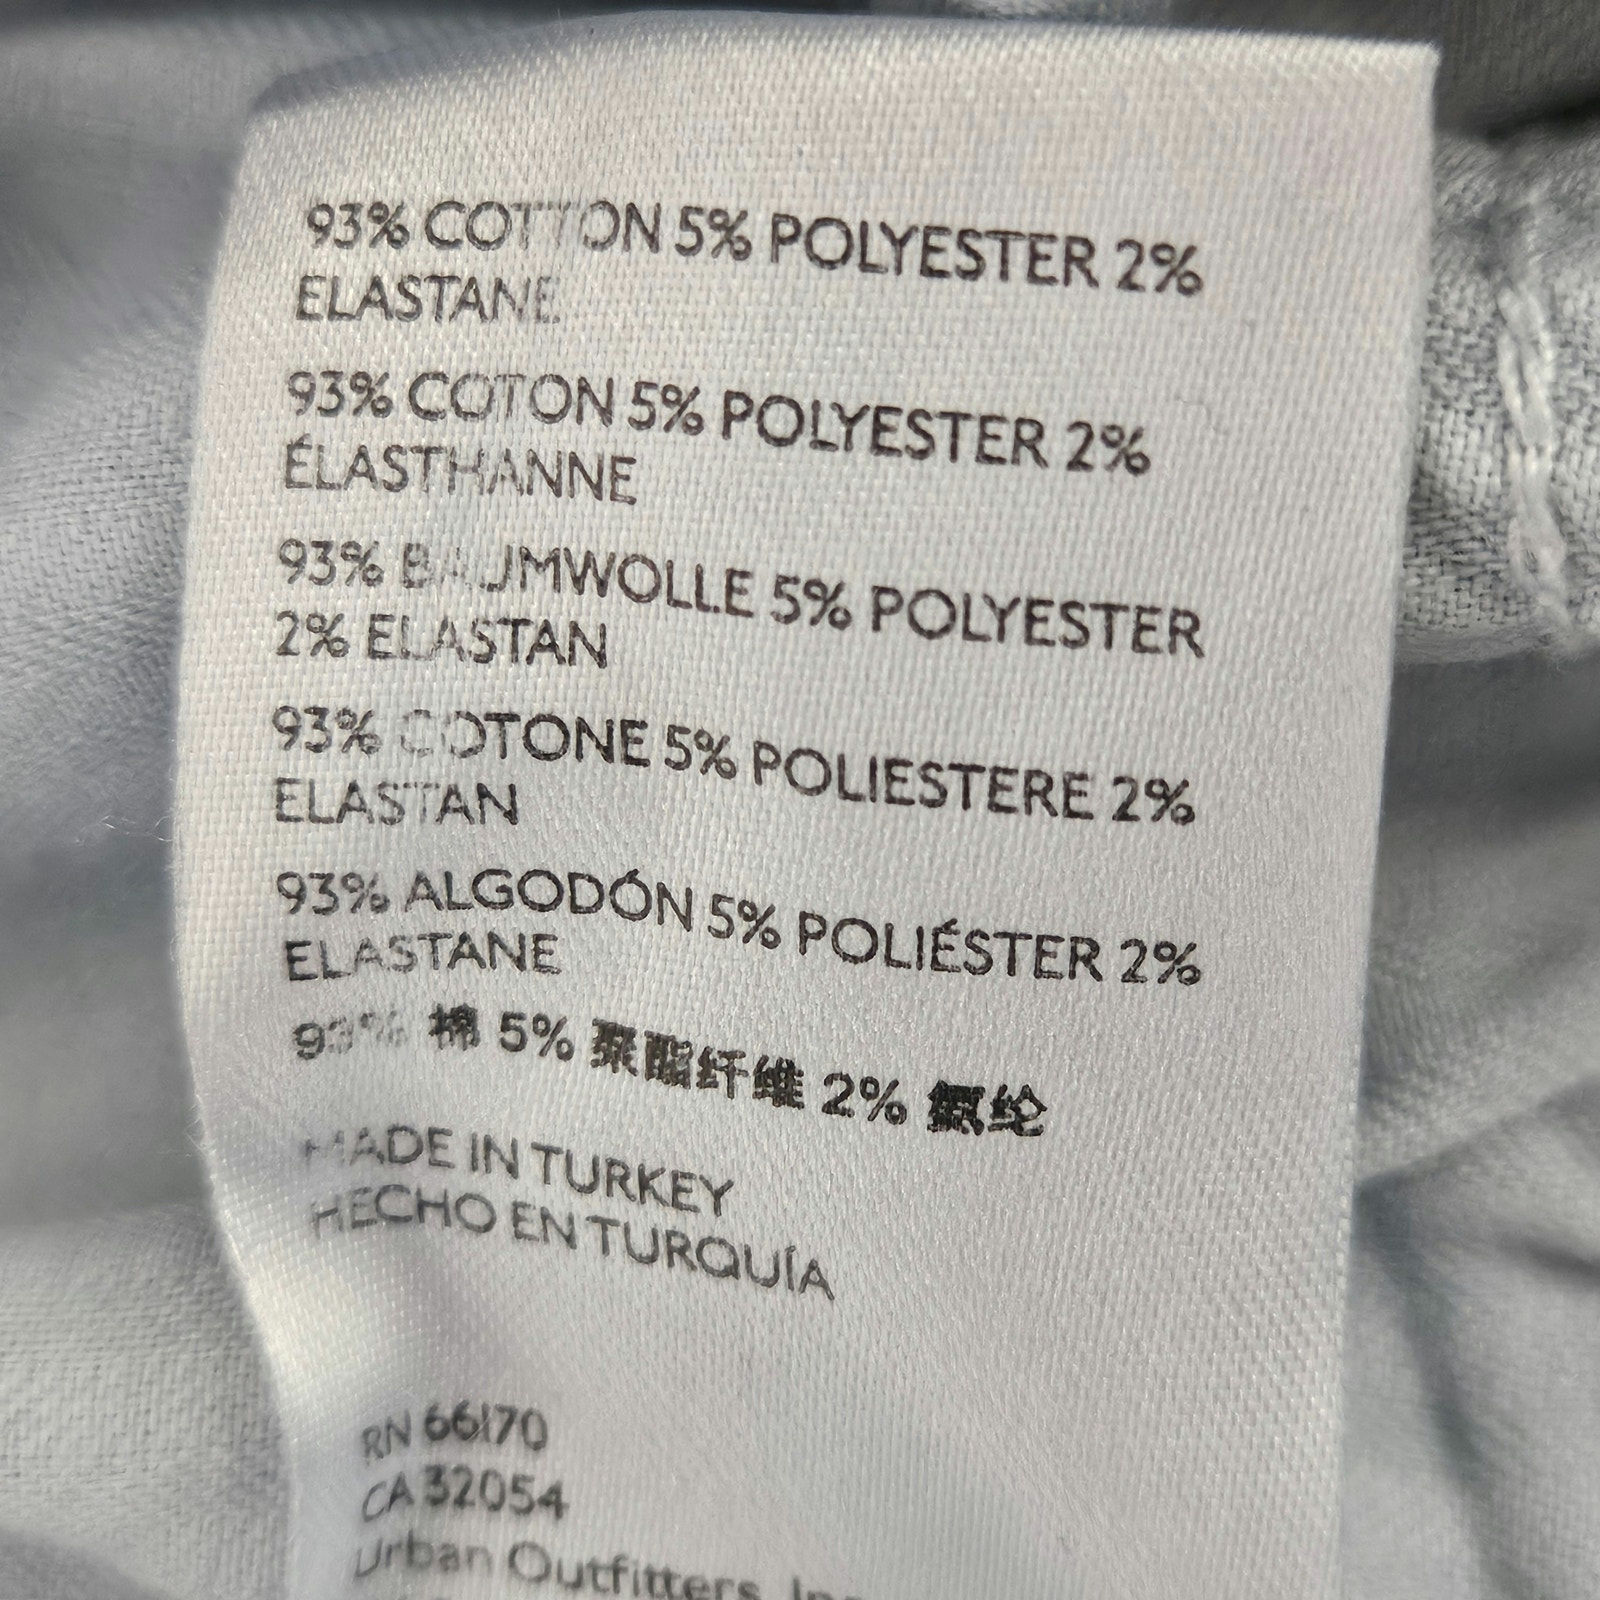 93% COTTON 5% POLYESTER 2%
ELASTANE
93% COTON 5% POLYESTER 2%
ÉLASTHANNE
93% BAUMWOLLE 5% POLYESTER
2% ELASTAN
93% COTONE 5% POLIESTERE 2%
ELASTAN
93% ALGODÓN 5% POLIÉSTER 2%
ELASTANE
93% 棉 5% 聚酯纤维 2% 氨纶
MADE IN TURKEY
HECHO EN TURQUÍA
RN 66170
CA 32054
Urban Outfitters, Inc